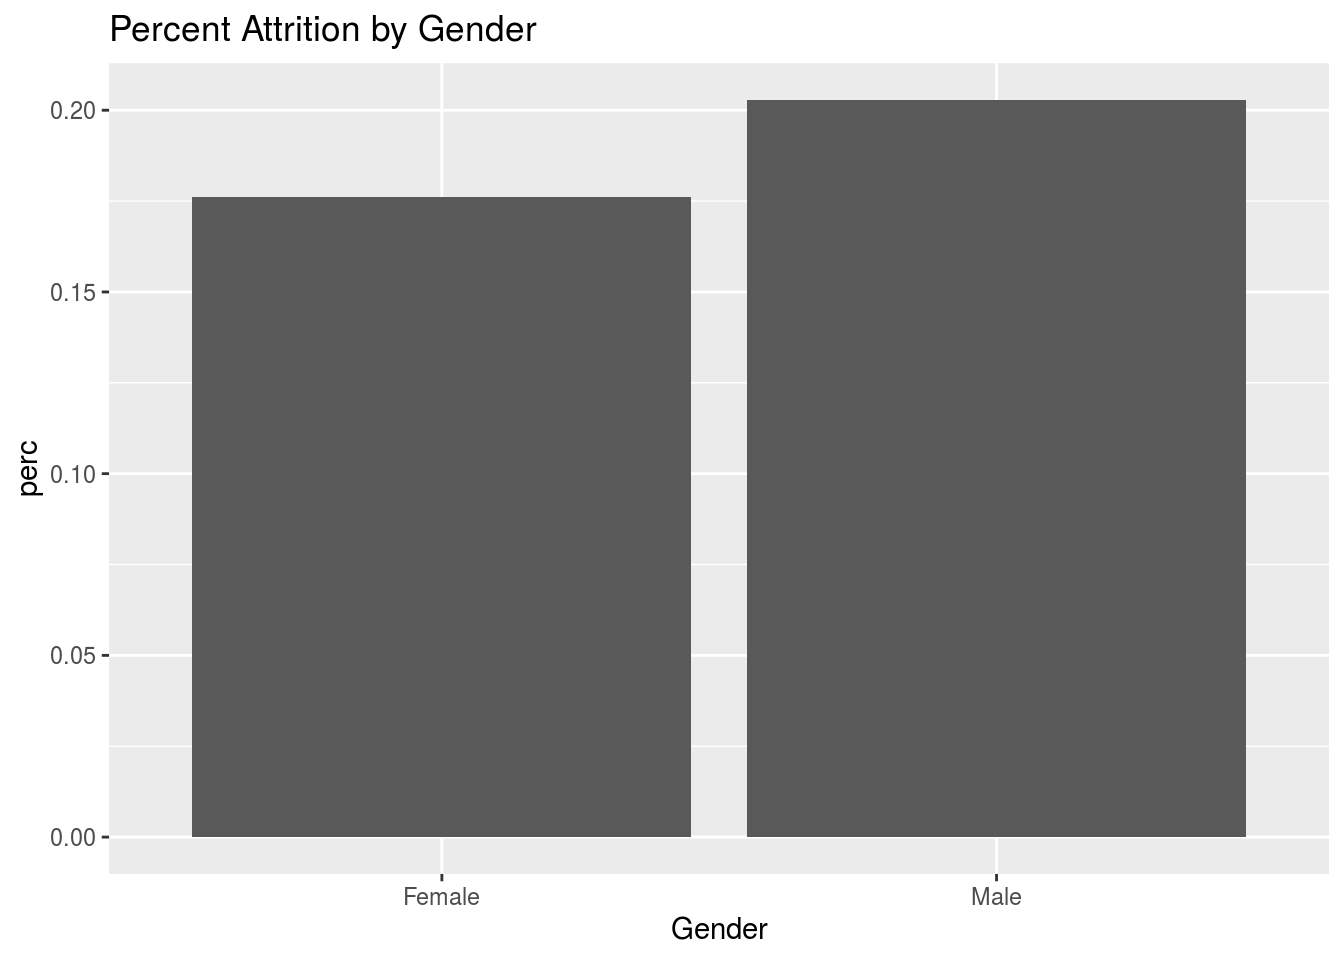 Percent Attrition by Gender
0.20
0.15
0.10
0.05
0.00
perc
Female
Male
Gender